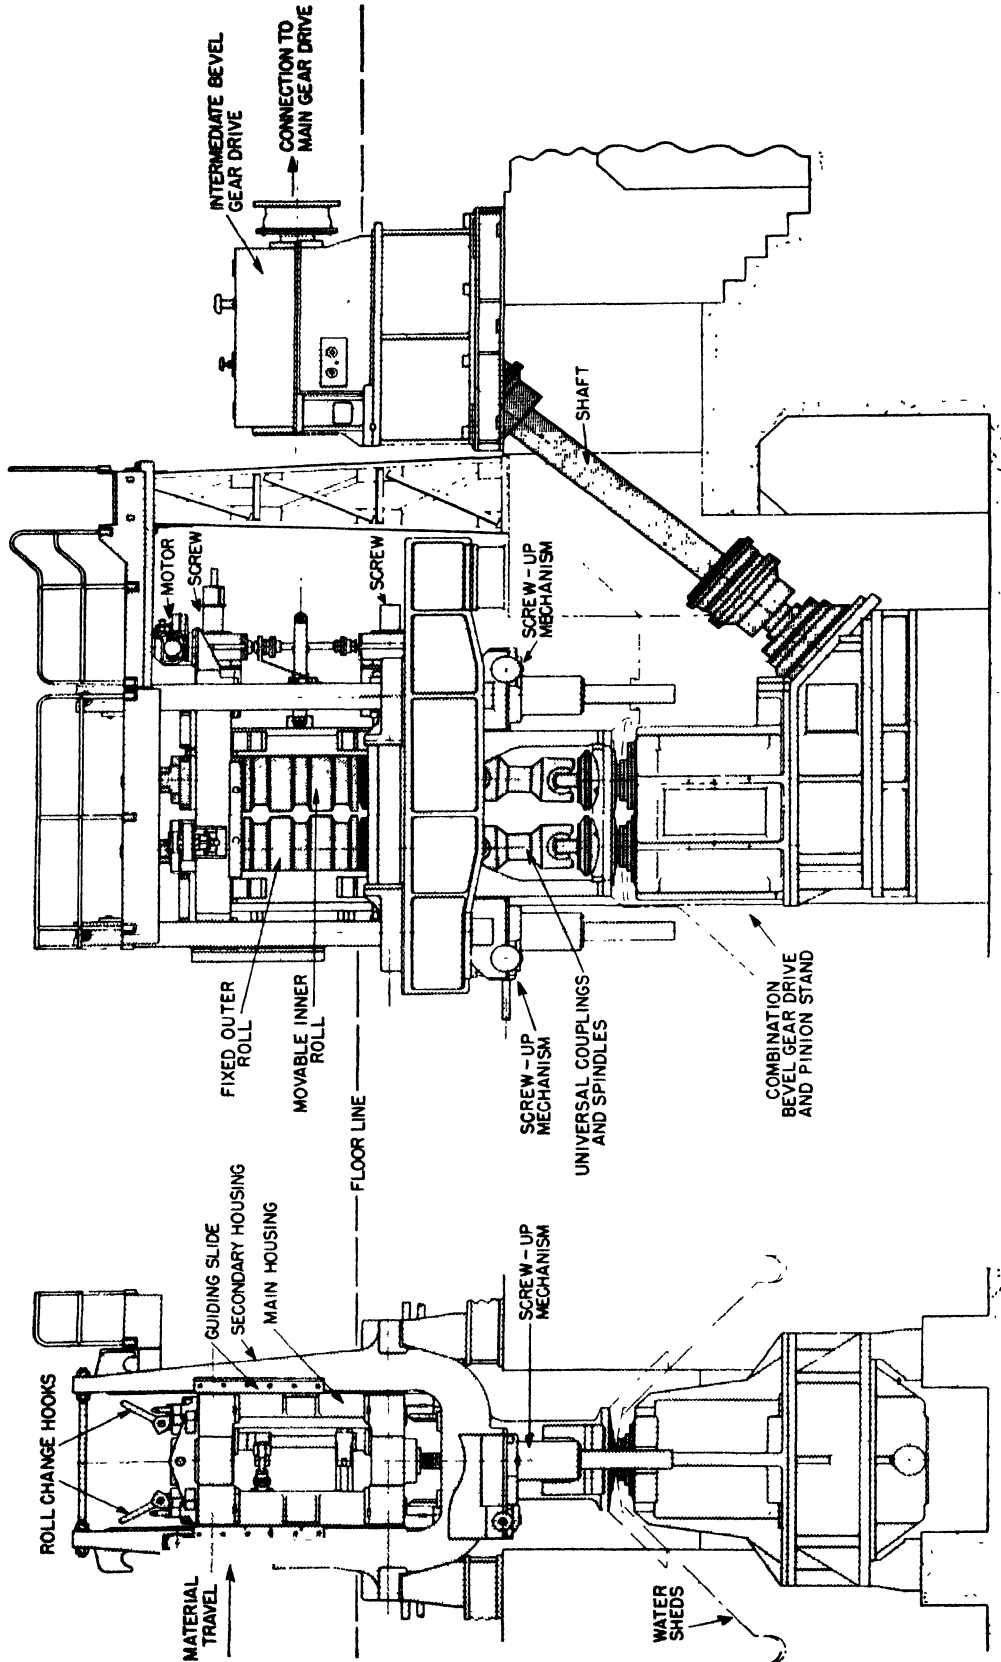 ROLL CHANGE HOOKS
MATERIAL
TRAVEL
GUIDING SLIDE
SECONDARY HOUSING
MAIN HOUSING
SCREW-UP
MECHANISM
WATER
SHEDS
FLOOR LINE
FIXED OUTER
ROLL
MOVABLE INNER
ROLL
SCREW-UP
MECHANISM
UNIVERSAL COUPLINGS
AND SPINDLES
COMBINATION
BEVEL GEAR DRIVE
AND PINION STAND
MOTOR
SCREW
SCREW
SCREW-UP
MECHANISM
SHAFT
INTERMEDIATE BEVEL
GEAR DRIVE
CONNECTION TO
MAIN GEAR DRIVE